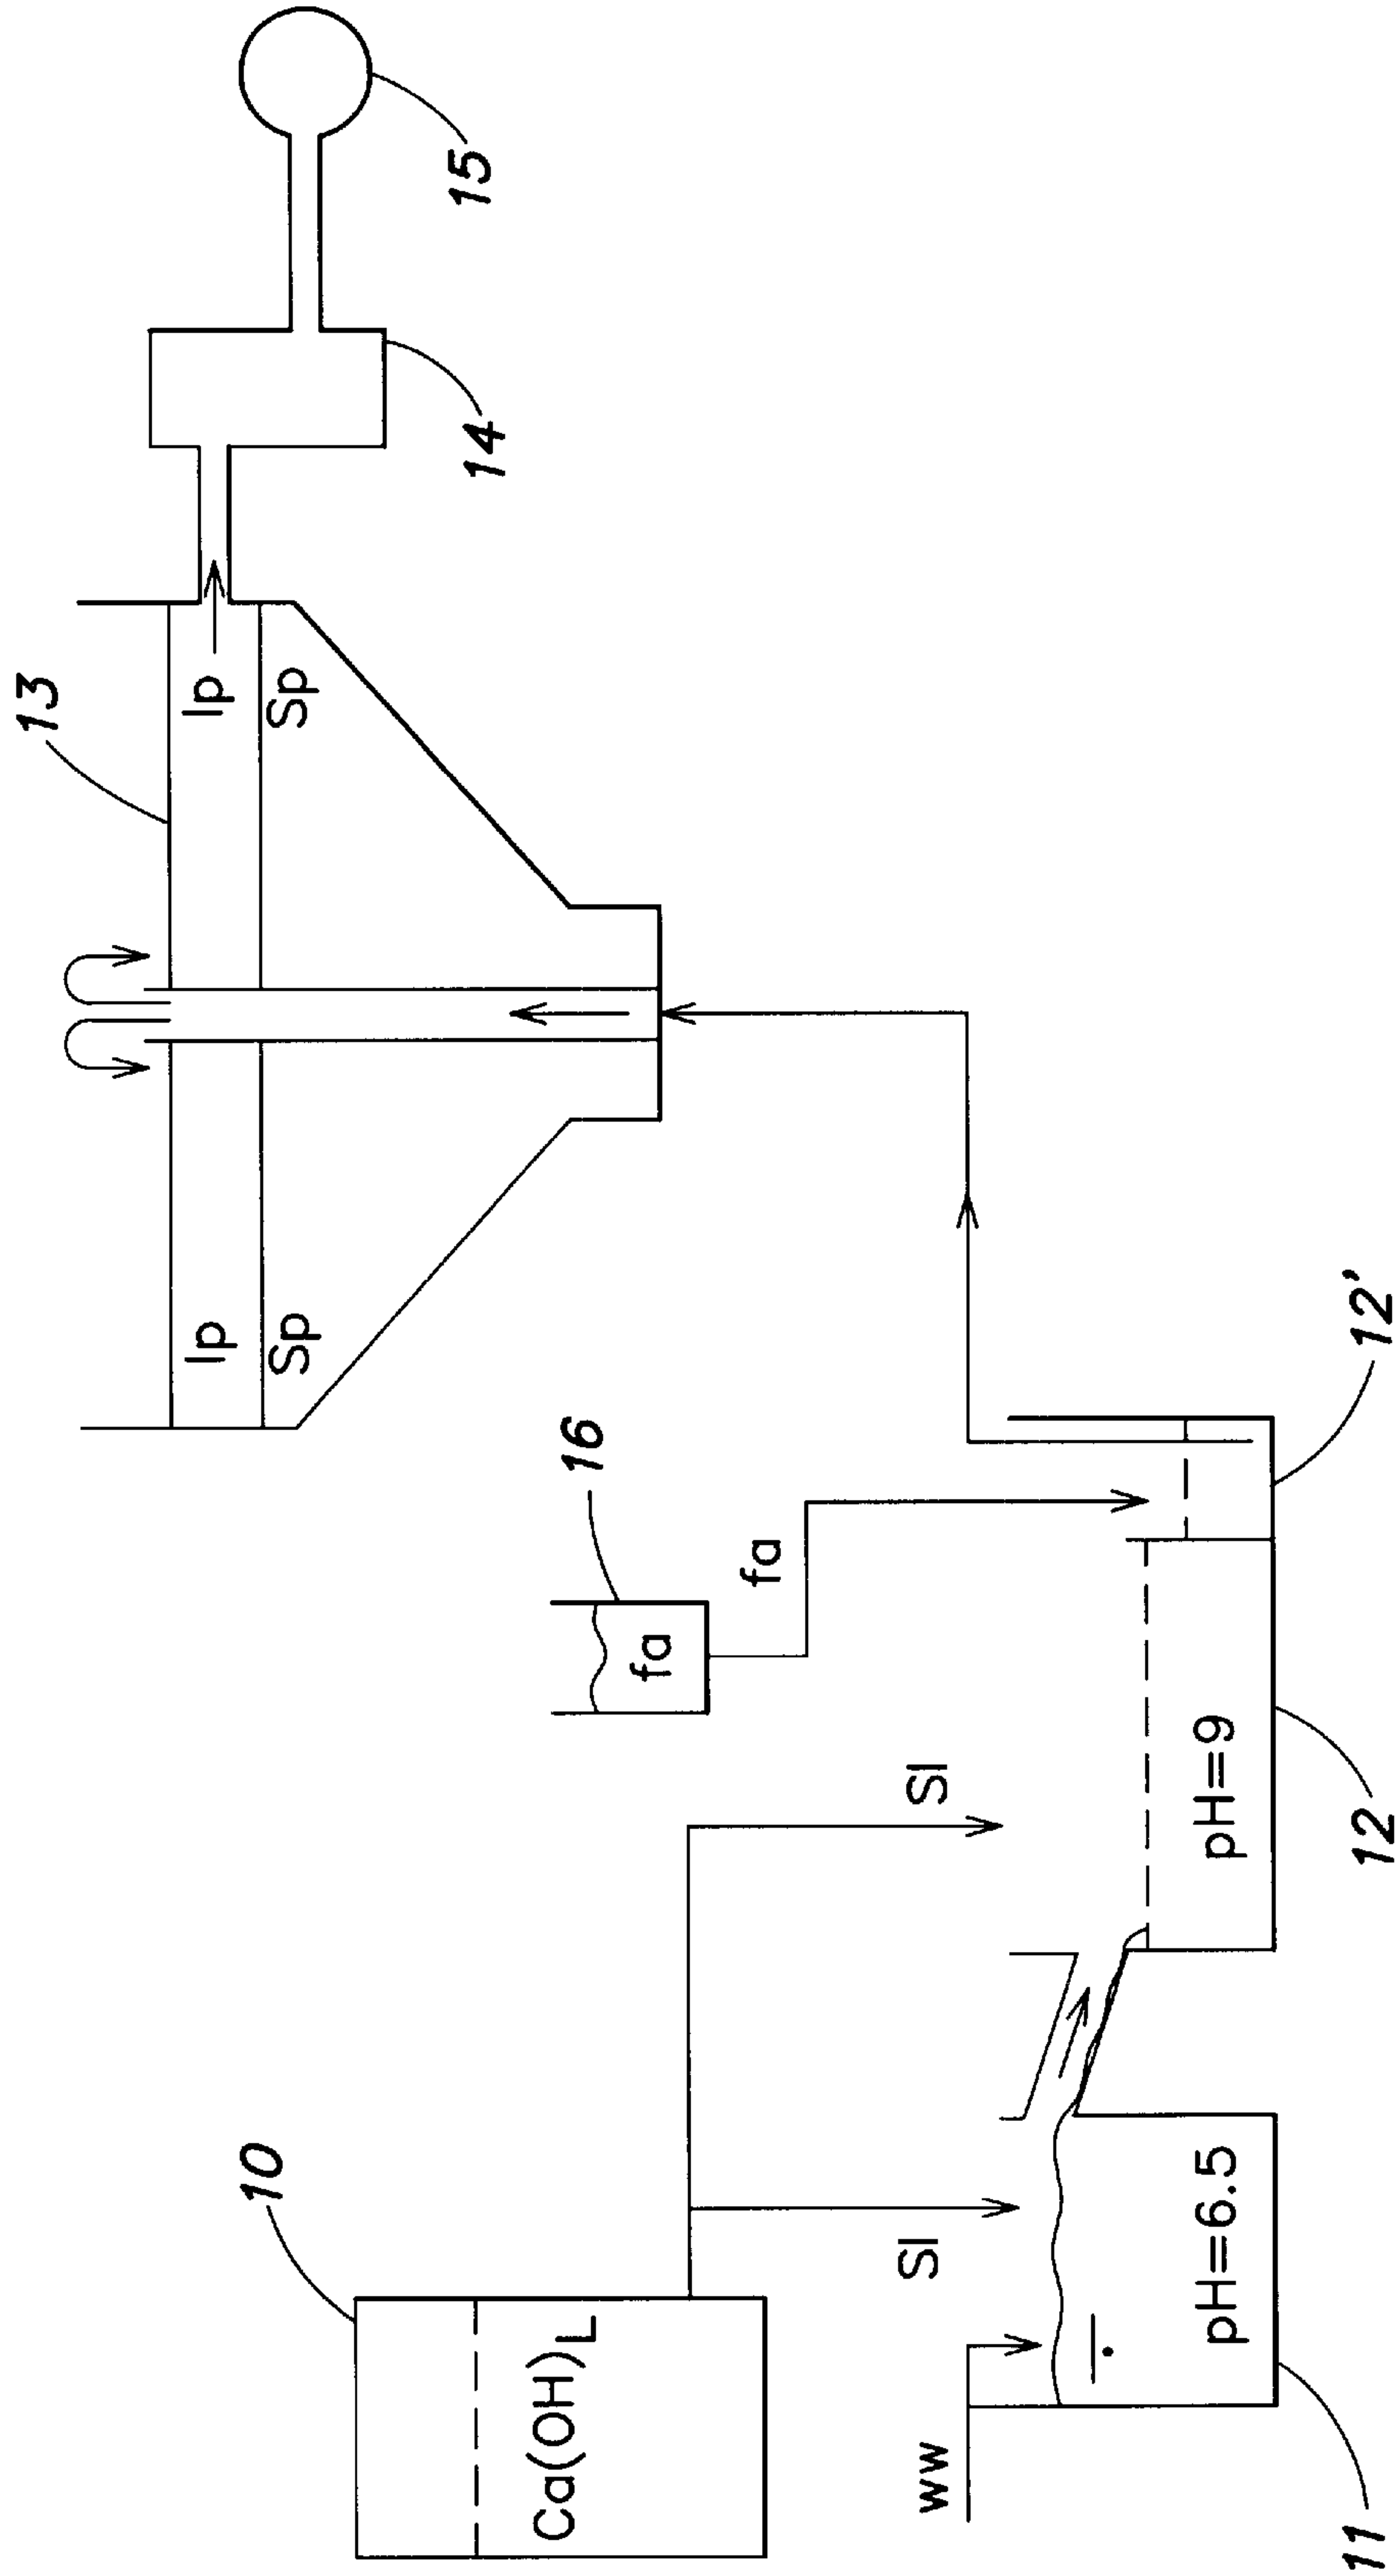 13
lp lp
10
Sp Sp
15
14
Ca(OH)L
16
fa
fa
Sl Sl
ww
pH=6.5 pH=9
11 12 12'